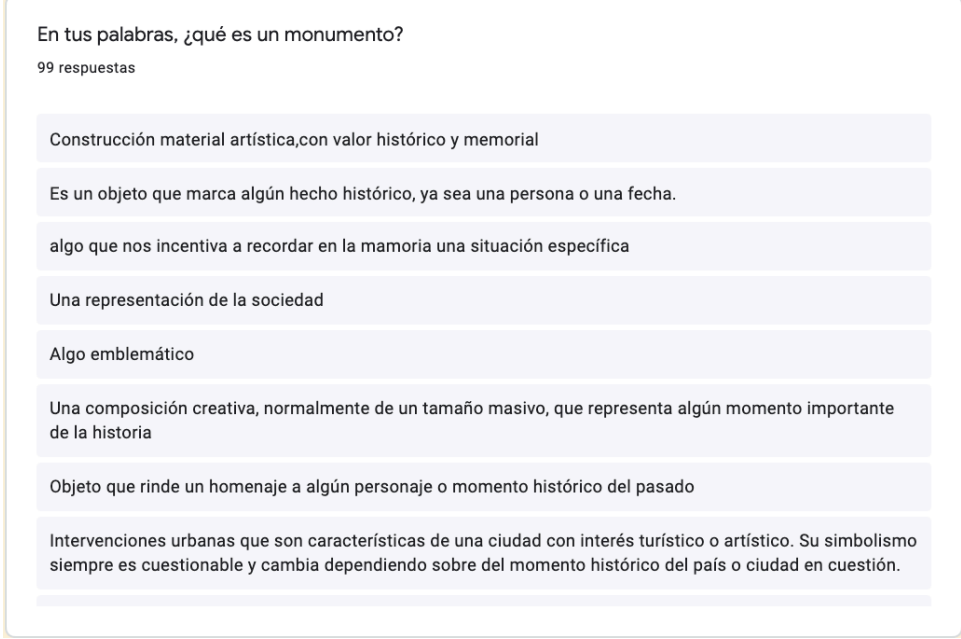 En tus palabras, ¿qué es un monumento?
99 respuestas
Construcción material artística,con valor histórico y memorial
Es un objeto que marca algún hecho histórico, ya sea una persona o una fecha.
algo que nos incentiva a recordar en la mamoria una situación específica
Una representación de la sociedad
Algo emblemático
Una composición creativa, normalmente de un tamaño masivo, que representa algún momento importante
de la historia
Objeto que rinde un homenaje a algún personaje o momento histórico del pasado
Intervenciones urbanas que son características de una ciudad con interés turístico o artístico. Su simbolismo
siempre es cuestionable y cambia dependiendo sobre del momento histórico del país o ciudad en cuestión.